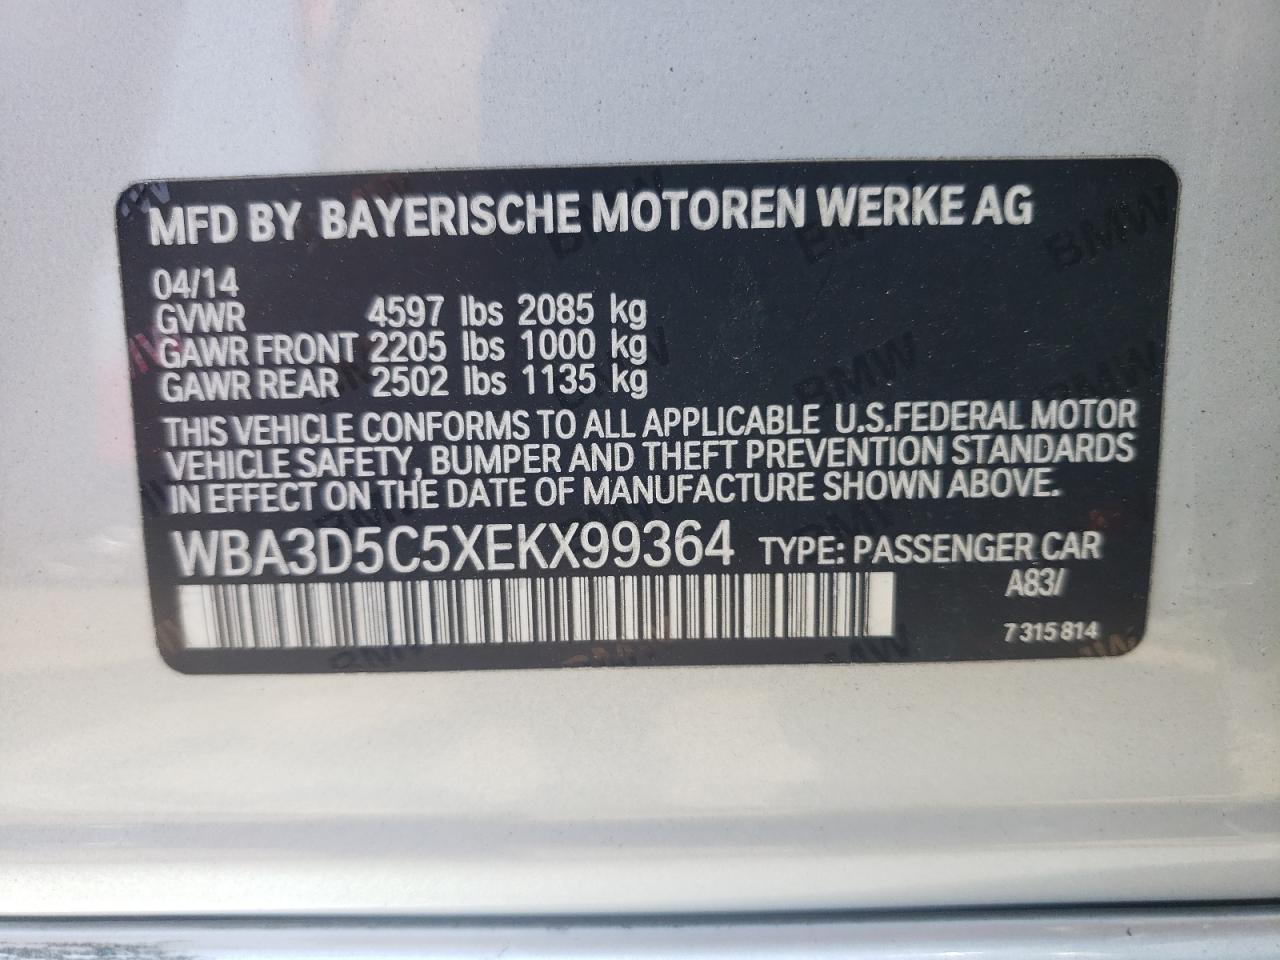 MFD BY BAYERISCHE MOTOREN WERKE AG
04/14
GVWR 4597 lbs 2085 kg
GAWR FRONT 2205 lbs 1000 kg
GAWR REAR 2502 lbs 1135 kg
THIS VEHICLE CONFORMS TO ALL APPLICABLE U.S.FEDERAL MOTOR
VEHICLE SAFETY, BUMPER AND THEFT PREVENTION STANDARDS
IN EFFECT ON THE DATE OF MANUFACTURE SHOWN ABOVE.
WBA3D5C5XEKX99364 TYPE: PASSENGER CAR
A83/
7 315 814